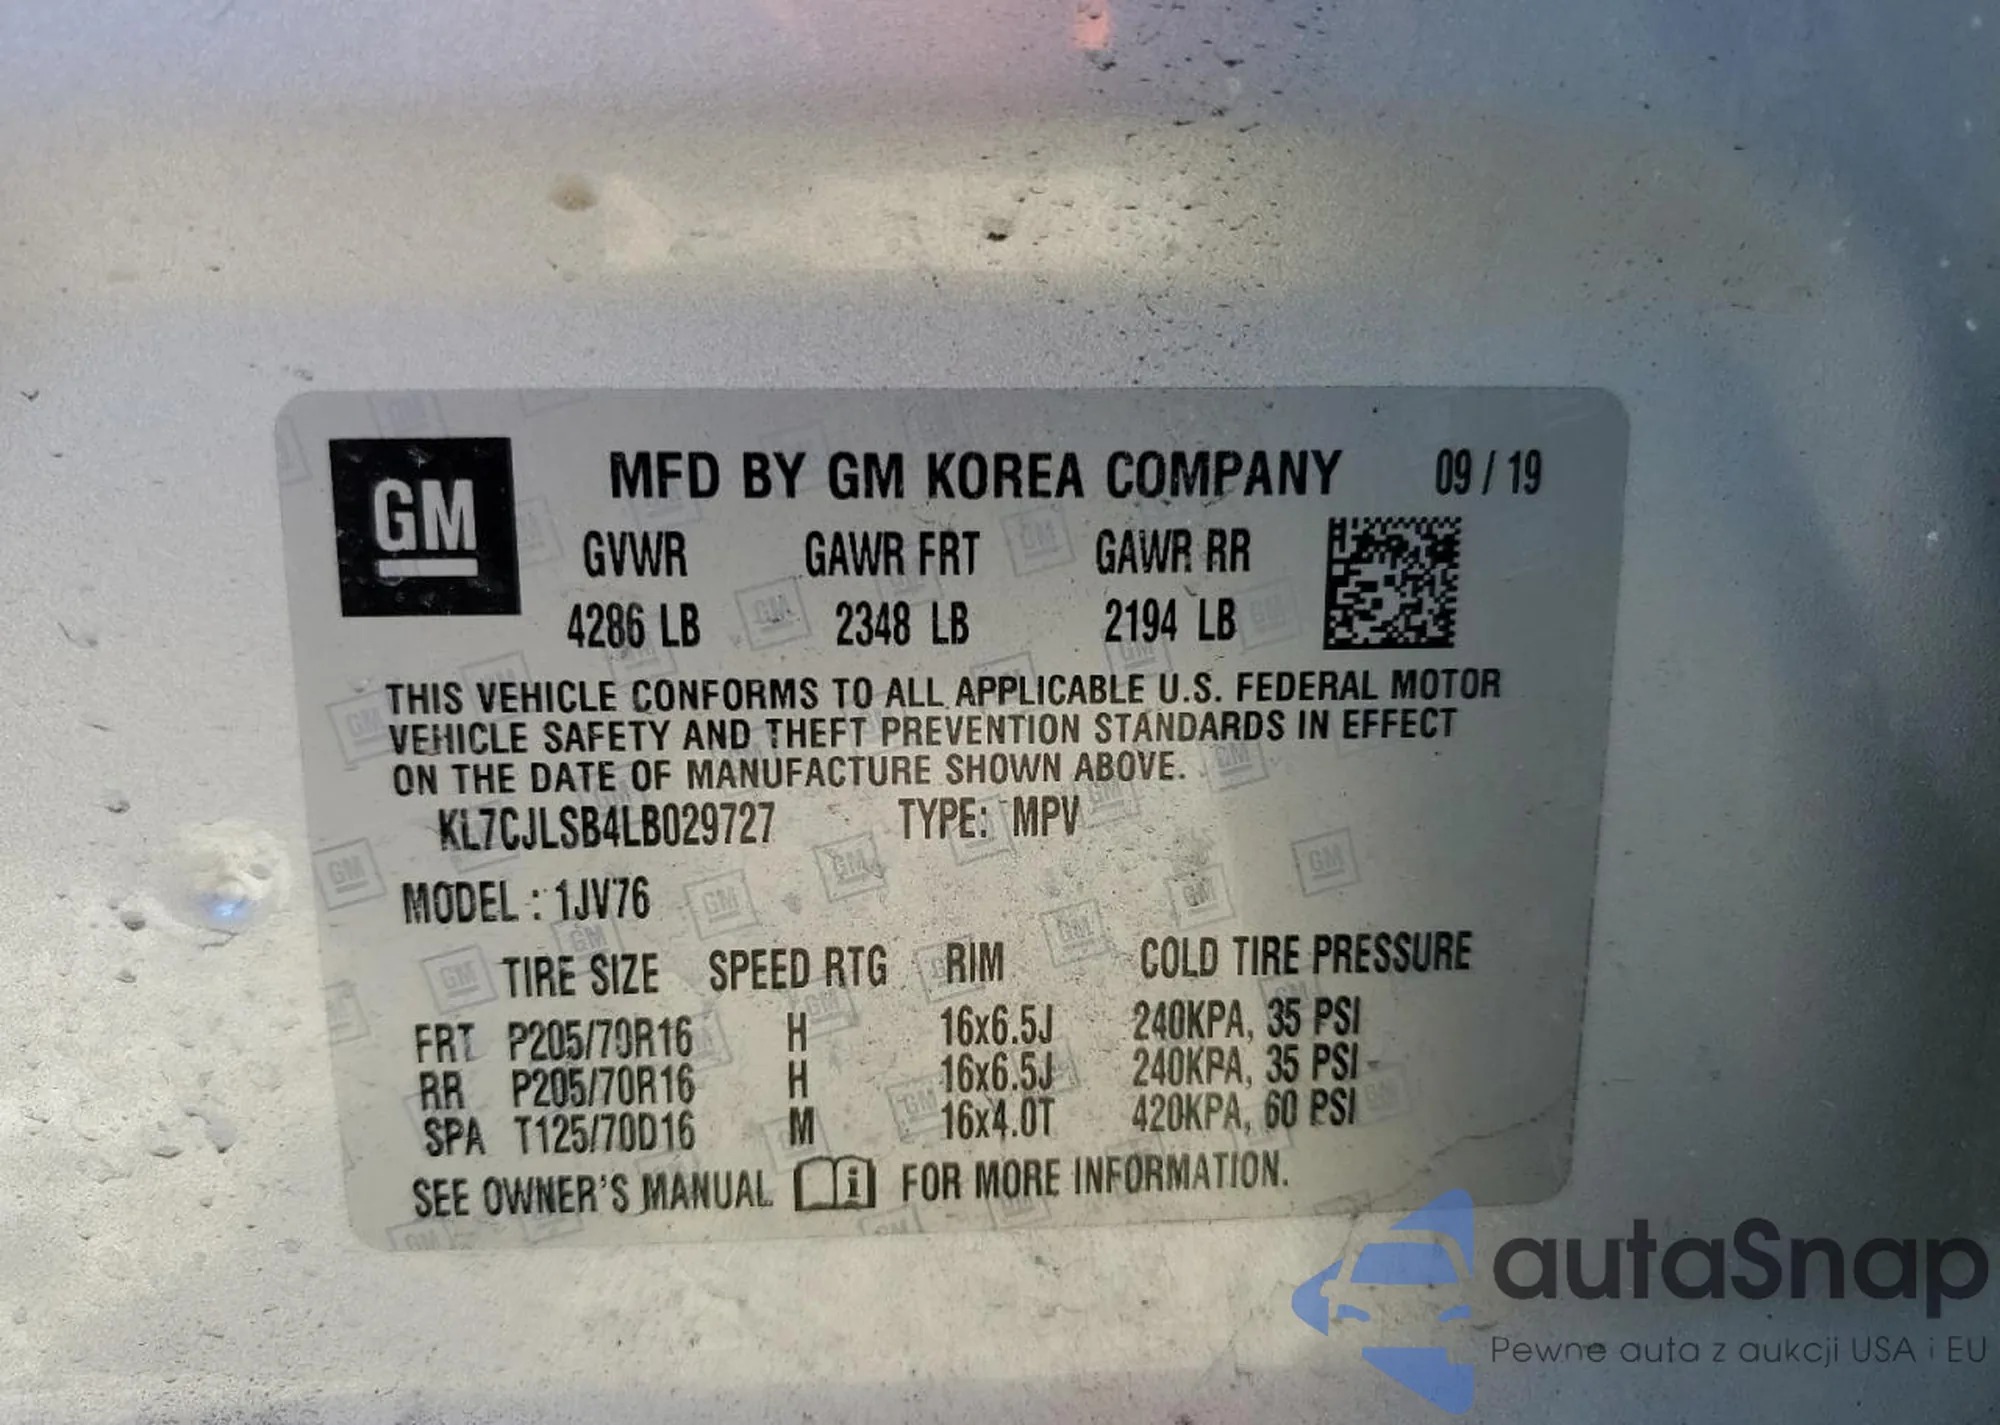 GM
MFD BY GM KOREA COMPANY 09 / 19
GVWR GAWR FRT GAWR RR
4286 LB 2348 LB 2194 LB
THIS VEHICLE CONFORMS TO ALL APPLICABLE U.S. FEDERAL MOTOR
VEHICLE SAFETY AND THEFT PREVENTION STANDARDS IN EFFECT
ON THE DATE OF MANUFACTURE SHOWN ABOVE.
KL7CJLSB4LB029727 TYPE: MPV
MODEL : 1JV76
TIRE SIZE SPEED RTG RIM COLD TIRE PRESSURE
FRT P205/70R16 H 16x6.5J 240KPA, 35 PSI
RR P205/70R16 H 16x6.5J 240KPA, 35 PSI
SPA T125/70D16 M 16x4.0T 420KPA, 60 PSI
SEE OWNER'S MANUAL FOR MORE INFORMATION.
autaSnap
Pewne auta z aukcji USA i EU